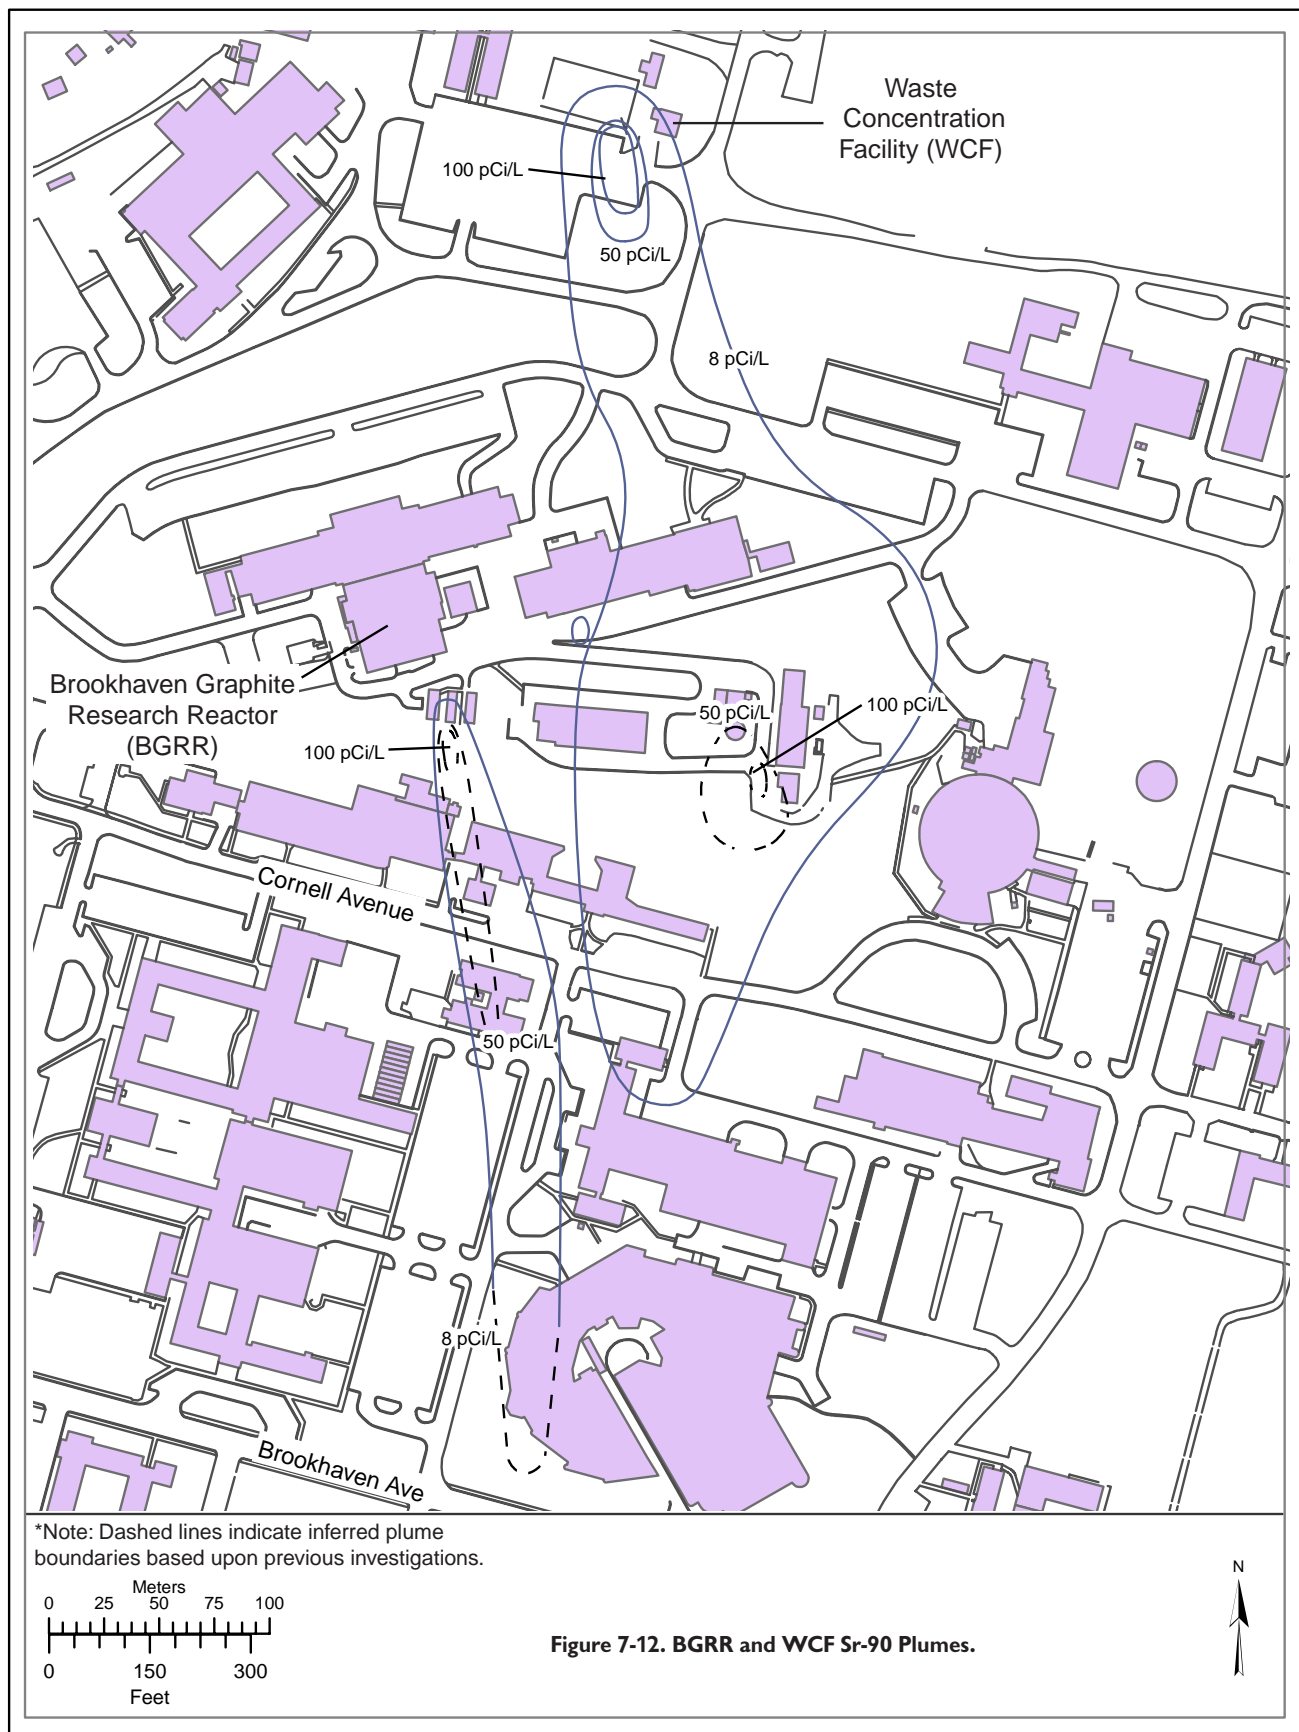 Waste
Concentration
Facility (WCF)
100 pCi/L
50 pCi/L
8 pCi/L
Brookhaven Graphite
Research Reactor
(BGRR)
50 pCi/L
100 pCi/L
100 pCi/L
Cornell Avenue
50 pCi/L
8 pCi/L
Brookhaven Ave
*Note: Dashed lines indicate inferred plume
boundaries based upon previous investigations.
Meters
0 25 50 75 100
0 150 300
Feet
Figure 7-12. BGRR and WCF Sr-90 Plumes.
N